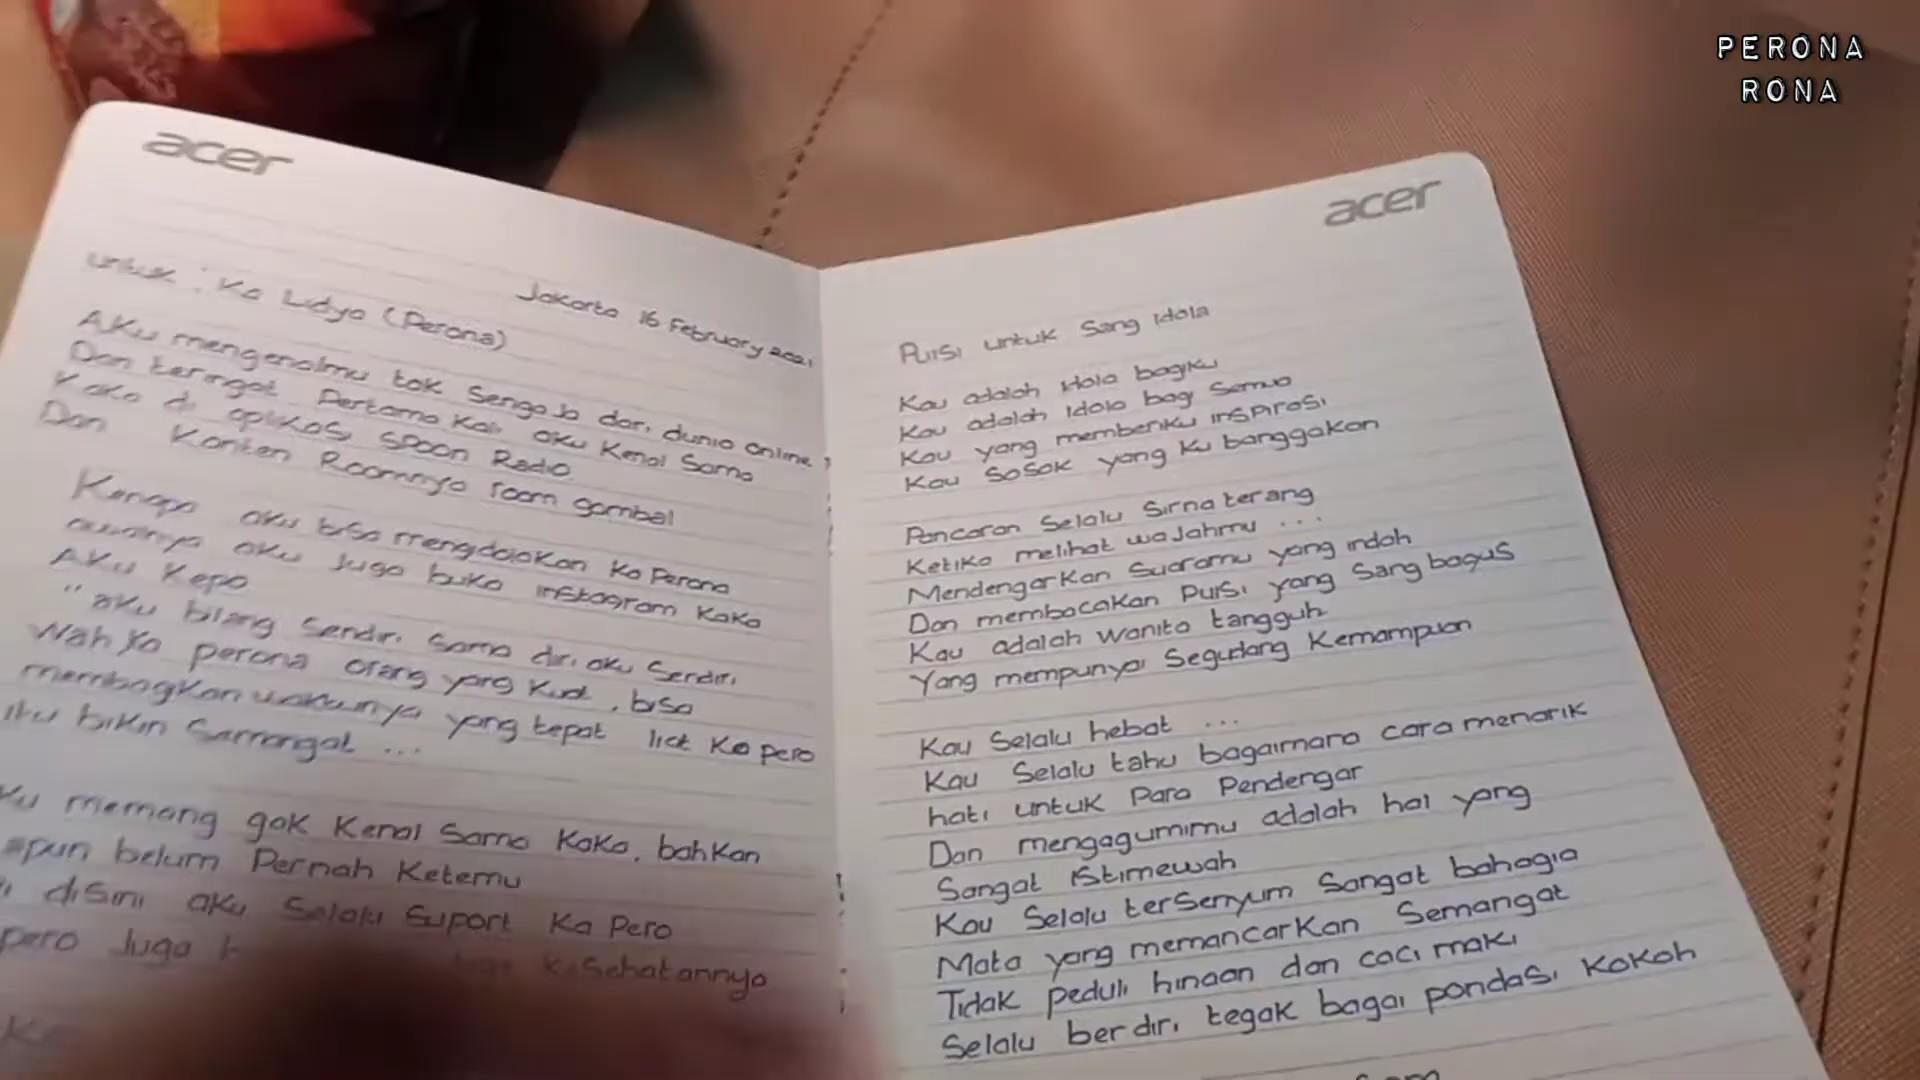 PERONA
RONA
acer
Jakarta 16 February 2021
untuk : Ka Lidya (Perona)
Aku mengenalmu tak sengaja dari dunia online
Dan teringat Pertama Kali aku Kenal Sama
Kaka di aplikasi Spoon Radio
Dan Konten Roomnya room gambal
Kenapa aku bisa mengidolakan Ka Perona
awalnya aku juga buka instagram Kaka
Aku Kepo
" aku bilang Sendiri Sama diri aku Sendiri
Wah Ka perona orang yang Kuat, bisa
membagikan waktunya yang tepat liat Ka pero
itu bikin Semangat ...
memang gak Kenal Sama Kaka, bahkan
belum Pernah Ketemu
disini aku Selalu Suport Ka Pero
pero Juga kesehatannya
acer
Puisi untuk Sang Idola
Kau adalah Idola bagiku
Kau adalah Idola bagi Semua
Kau yang memberiku inspirasi
Kau Sosok yang Ku banggakan
Pancaran Selalu Sirna terang
Ketika melihat wajahmu ...
Mendengarkan Suaramu yang indah
Dan membacakan Puisi yang Sang bagus
Kau adalah Wanita tangguh
Yang mempunyai Segudang Kemampuan
Kau Selalu hebat ...
Kau Selalu tahu bagaimana cara menarik
hati untuk Para Pendengar
Dan mengagumimu adalah hal yang
Sangat istimewah
Kau Selalu tersenyum Sangat bahagia
Mata yang memancarkan Semangat
Tidak peduli hinaan dan caci maki
Selalu berdiri tegak bagai pondasi Kokoh